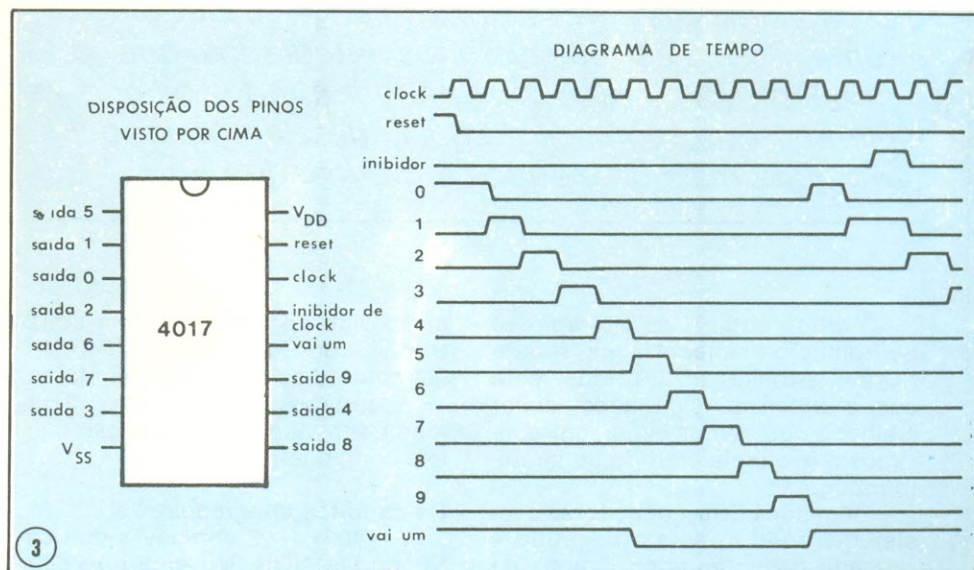 DISPOSIÇÃO DOS PINOS
VISTO POR CIMA
saida 5
saida 1
saida 0
saida 2
saida 6
saida 7
saida 3
VSS
4017
VDD
reset
clock
inibidor de
clock
vai um
saida 9
saida 4
saida 8
3
DIAGRAMA DE TEMPO
clock
reset
inibidor
0
1
2
3
4
5
6
7
8
9
vai um